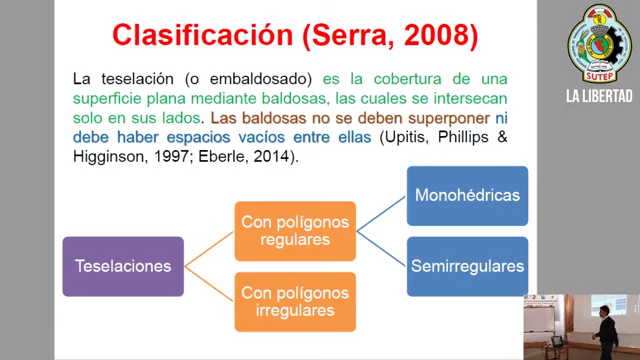 Clasificación (Serra, 2008)
La teselación (o embaldosado) es la cobertura de una
superficie plana mediante baldosas, las cuales se intersecan
solo en sus lados. Las baldosas no se deben superponer ni
debe haber espacios vacíos entre ellas (Upitis, Phillips &
Higginson, 1997; Eberle, 2014).
Teselaciones
Con polígonos
regulares
Con polígonos
irregulares
Monohédricas
Semirregulares
SUTEP
LA LIBERTAD